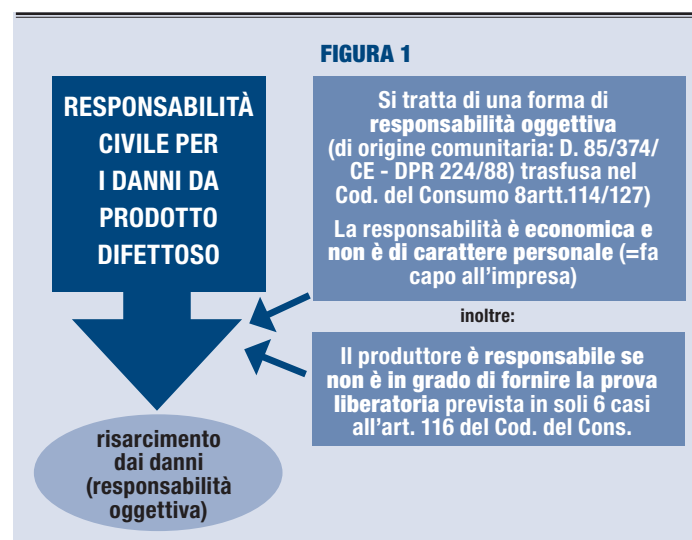 FIGURA 1
RESPONSABILITÀ
CIVILE PER
I DANNI DA
PRODOTTO
DIFETTOSO
Si tratta di una forma di
responsabilità oggettiva
(di origine comunitaria: D. 85/374/
CE - DPR 224/88) trasfusa nel
Cod. del Consumo 8artt.114/127)
La responsabilità è economica e
non è di carattere personale (=fa
capo all'impresa)
inoltre:
Il produttore è responsabile se
non è in grado di fornire la prova
liberatoria prevista in soli 6 casi
all'art. 116 del Cod. del Cons.
risarcimento
dai danni
(responsabilità
oggettiva)